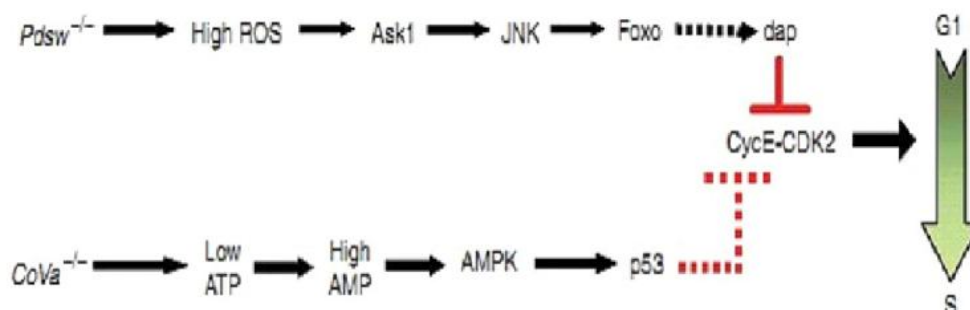 Pdsw⁻/⁻ High ROS Ask1 JNK Foxo dap
G1
CycE-CDK2
CoVa⁻/⁻ Low ATP High AMP AMPK p53
S